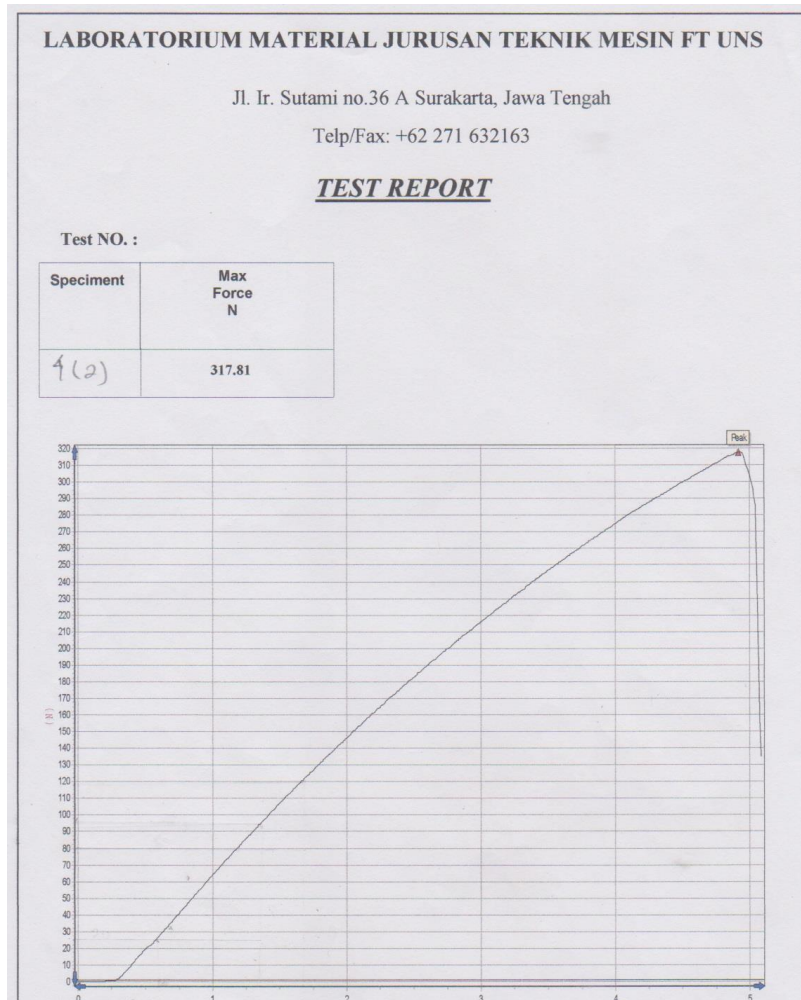 LABORATORIUM MATERIAL JURUSAN TEKNIK MESIN FT UNS
Jl. Ir. Sutami no.36 A Surakarta, Jawa Tengah
Telp/Fax: +62 271 632163
TEST REPORT
Test NO. :
Speciment
Max
Force
N
4(2)
317.81
Peak
320
310
300
290
280
270
260
250
240
230
220
210
200
190
180
170
160
150
140
130
120
110
100
90
80
70
60
50
40
30
20
10
0
(N)
0 1 2 3 4 5